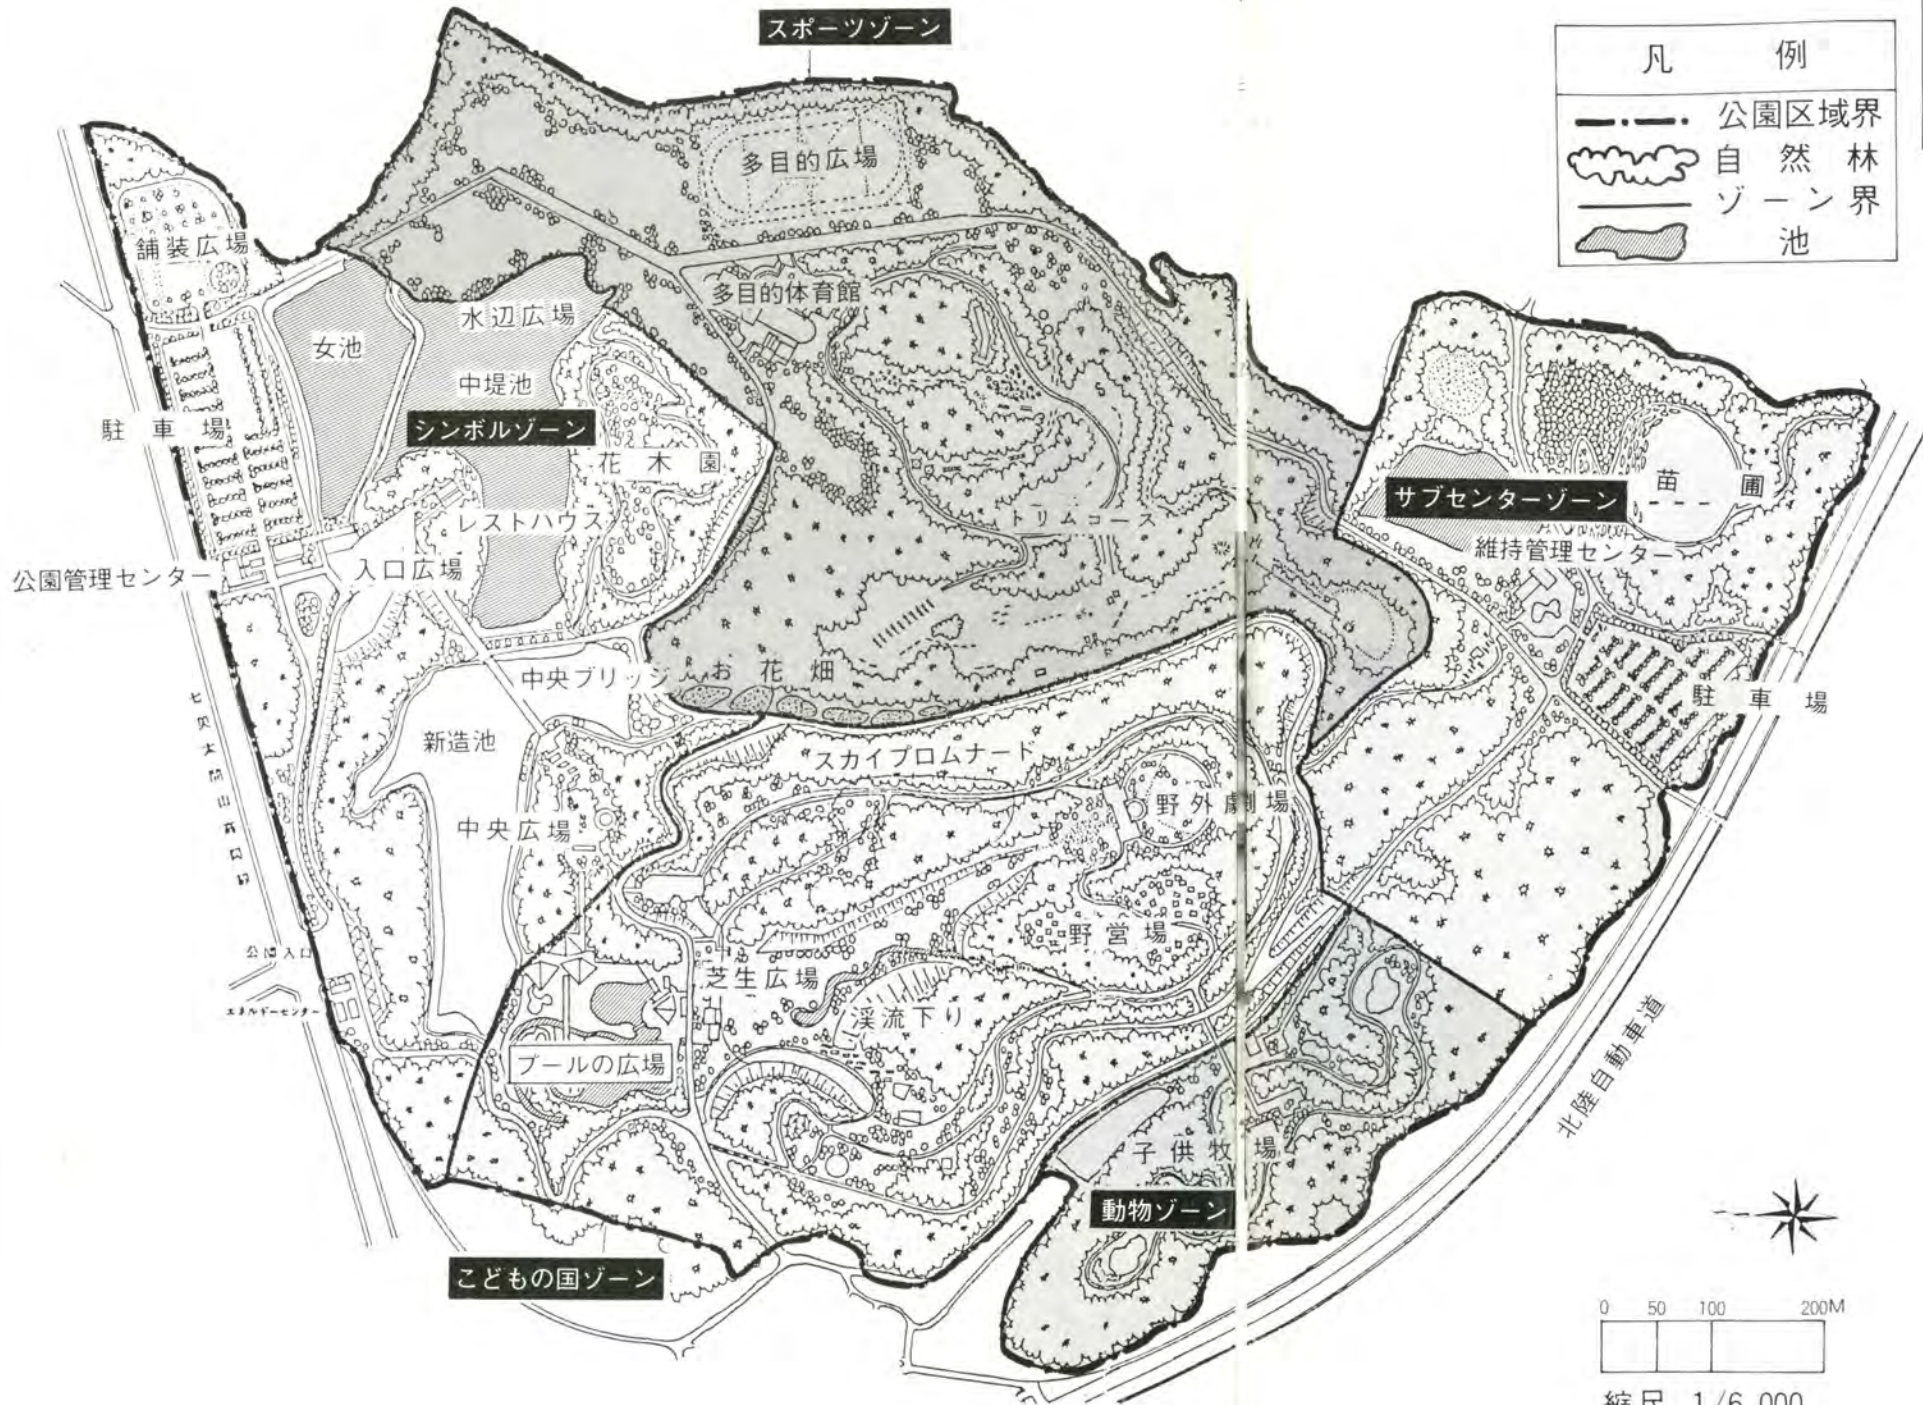 スポーツゾーン
凡例
公園区域界
自然林
ゾーン界
池
多目的広場
舗装広場
多目的体育館
水辺広場
女池
中堤池
駐車場
シンボルゾーン
花木園
苗圃
サブセンターゾーン
レストハウス
トリムコース
維持管理センター
公園管理センター
入口広場
中央ブリッジ
お花畑
駐車場
新造池
スカイプロムナード
野外劇場
中央広場
野営場
公園入口
芝生広場
渓流下り
エネルギーセンター
プールの広場
北陸自動車道
子供牧場
動物ゾーン
こどもの国ゾーン
0 50 100 200M
縮尺 1/6,000